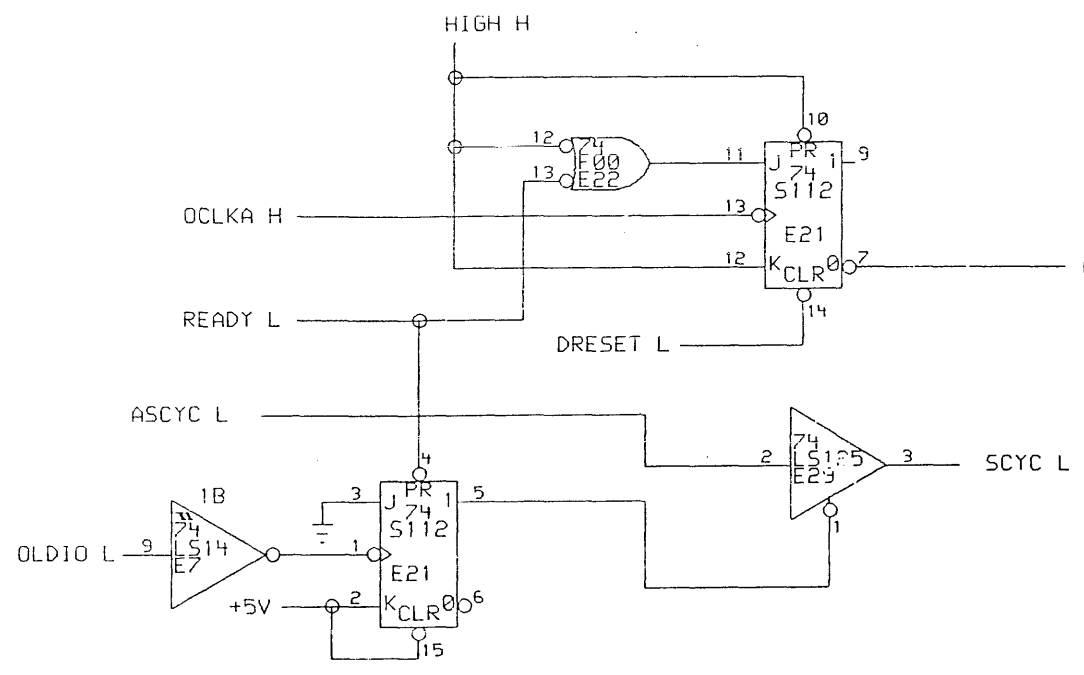 HIGH H
10
12
74
F00
E22
13
11
J
PR
1
9
74
S112
OCLKA H
13
E21
12
K
CLR
0
7
READY L
14
DRESET L
ASCYC L
4
2
74
LS125
E29
3
SCYC L
1
3
J
PR
1
5
74
S112
1B
74
LS14
E7
OLDIO L
9
1
E21
+5V
2
K
CLR
0
6
15